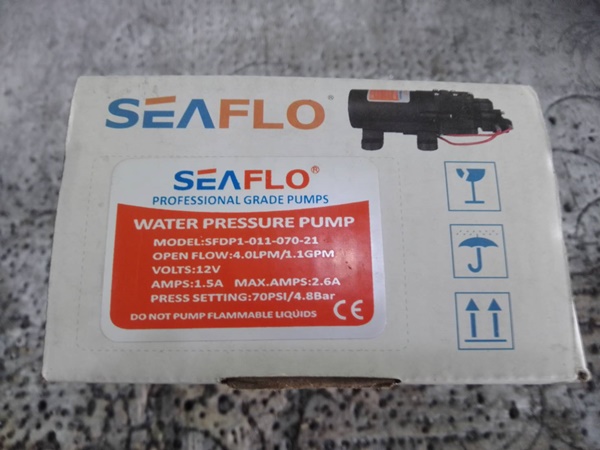 SEAFLO®
SEAFLO®
PROFESSIONAL GRADE PUMPS
WATER PRESSURE PUMP
MODEL:SFDP1-011-070-21
OPEN FLOW:4.0LPM/1.1GPM
VOLTS:12V
AMPS:1.5A MAX.AMPS:2.6A
PRESS SETTING:70PSI/4.8Bar
DO NOT PUMP FLAMMABLE LIQUIDS CE